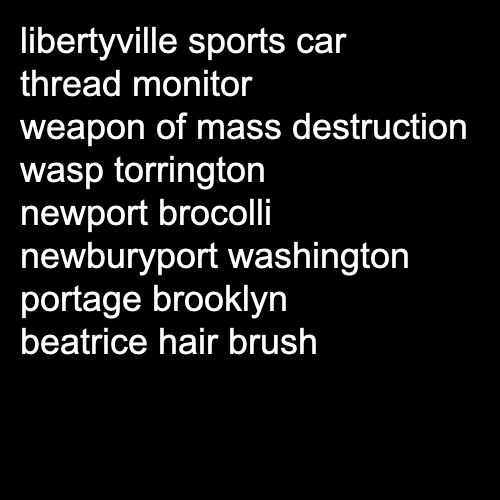 libertyville sports car
thread monitor
weapon of mass destruction
wasp torrington
newport brocolli
newburyport washington
portage brooklyn
beatrice hair brush